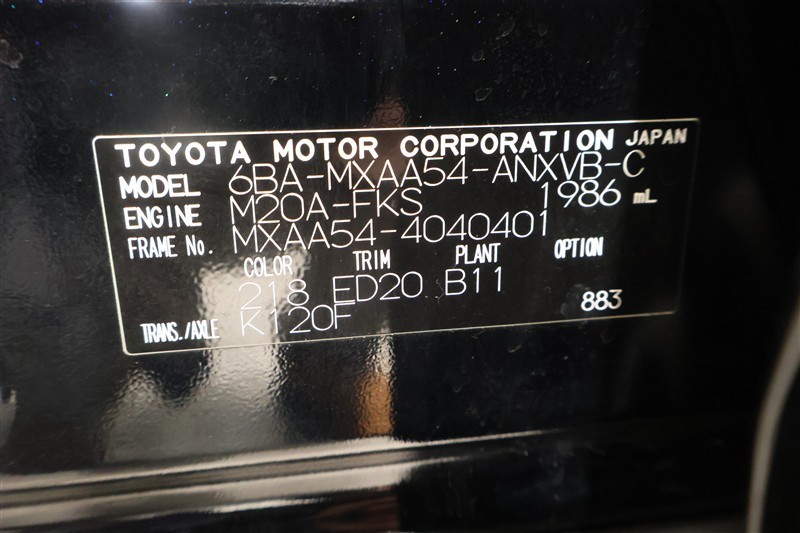 TOYOTA MOTOR CORPORATION JAPAN
MODEL 6BA-MXAA54-ANXVB-C
ENGINE M20A-FKS 1986 mL
FRAME No. MXAA54-4040401
COLOR TRIM PLANT OPTION
218 ED20 B11 883
TRANS./AXLE K120F